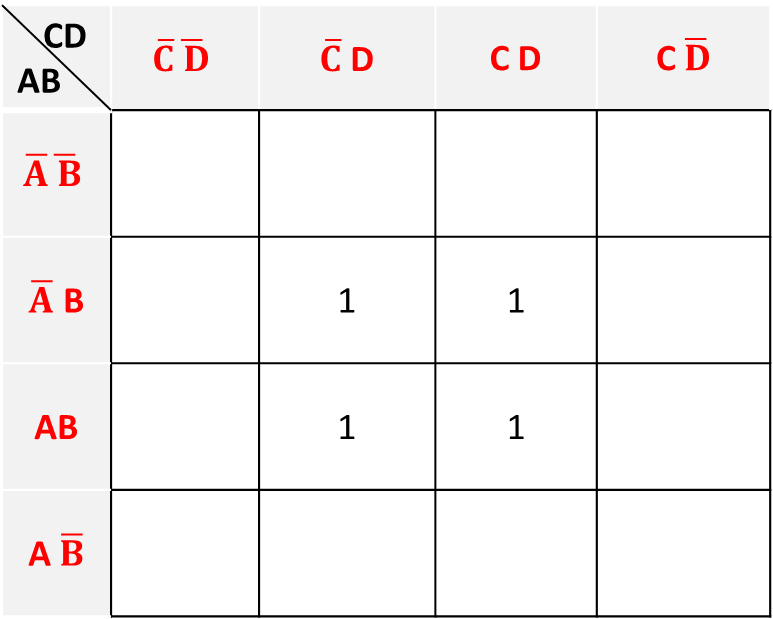 CD
AB
C̅ D̅
C̅ D
C D
C D̅
A̅ B̅
A̅ B
1
1
AB
1
1
A B̅